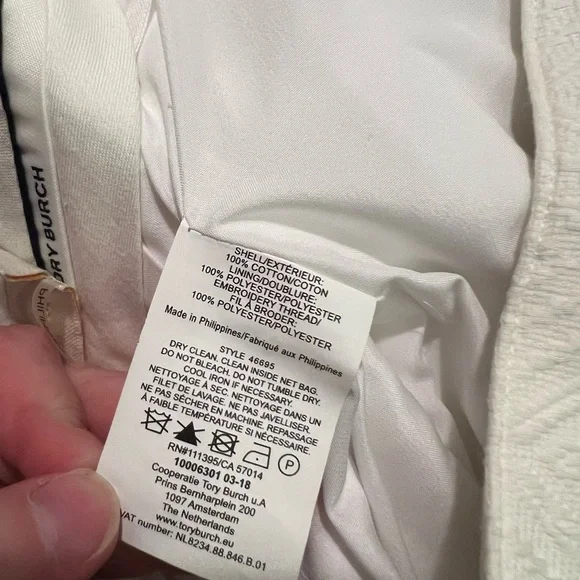 TORY BURCH
SHELL/EXTÉRIEUR:
100% COTTON/COTON
LINING/DOUBLURE:
100% POLYESTER/POLYESTER
EMBROIDERY THREAD/
FIL À BRODER:
100% POLYESTER/POLYESTER
Made in Philippines/Fabriqué aux Philippines
STYLE 46695
DRY CLEAN. CLEAN INSIDE NET BAG.
DO NOT BLEACH. DO NOT TUMBLE DRY.
COOL IRON IF NECESSARY.
NETTOYAGE À SEC. NETTOYAGE DANS UN
FILET DE LAVAGE. NE PAS JAVELLISER.
NE PAS SÉCHER EN MACHINE. REPASSAGE
À FAIBLE TEMPÉRATURE SI NÉCESSAIRE.
P
RN#111395/CA 57014
10006301 03-18
Cooperatie Tory Burch u.A
Prins Bernharplein 200
1097 Amsterdam
The Netherlands
www.toryburch.eu
VAT number: NL8234.88.846.B.01